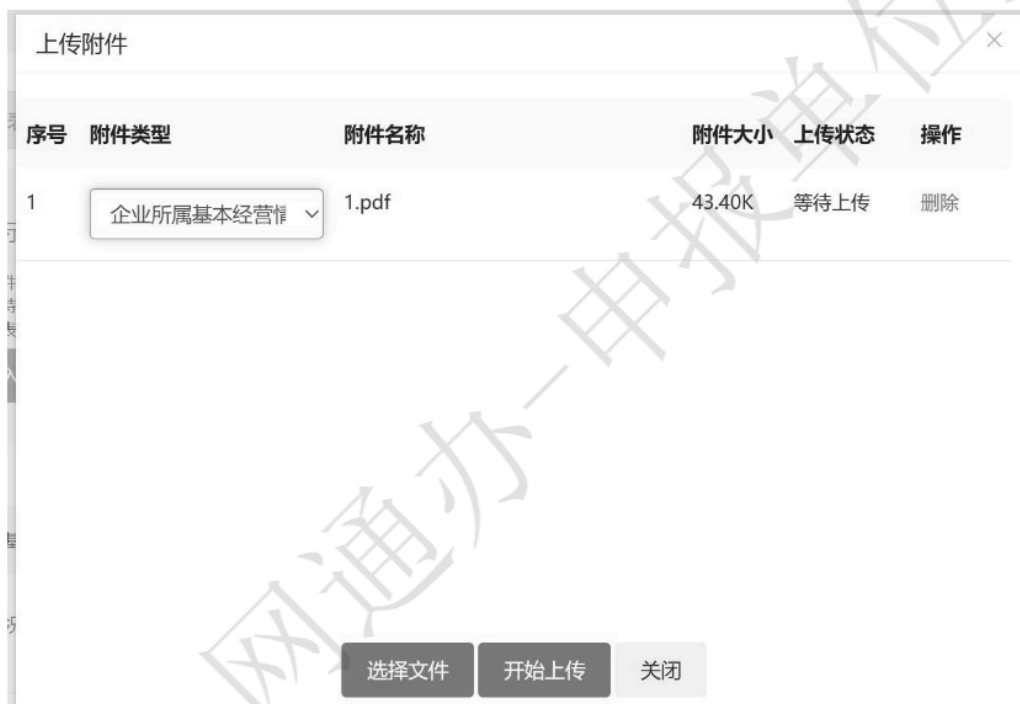 上传附件
序号 附件类型 附件名称 附件大小 上传状态 操作
1 企业所属基本经营情 1.pdf 43.40K 等待上传 删除
选择文件 开始上传 关闭
网通办-申报单位